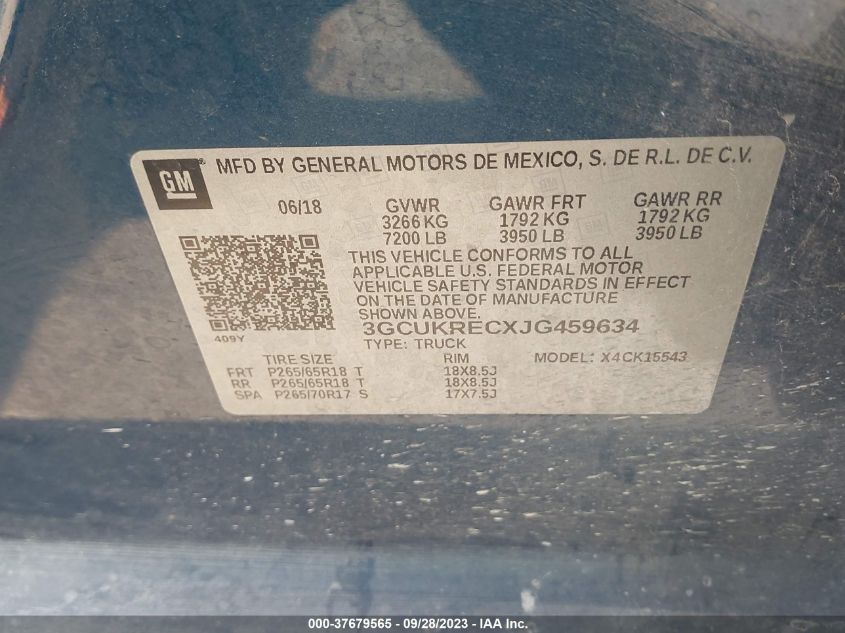 GM ® MFD BY GENERAL MOTORS DE MEXICO, S. DE R.L. DE C.V.
06/18 GVWR GAWR FRT GAWR RR
3266 KG 1792 KG 1792 KG
7200 LB 3950 LB 3950 LB
THIS VEHICLE CONFORMS TO ALL
APPLICABLE U.S. FEDERAL MOTOR
VEHICLE SAFETY STANDARDS IN EFFECT
ON THE DATE OF MANUFACTURE
SHOWN ABOVE.
3GCUKRECXJG459634
409Y TYPE: TRUCK
TIRE SIZE RIM MODEL: X4CK15543
FRT P265/65R18 T 18X8.5J
RR P265/65R18 T 18X8.5J
SPA P265/70R17 S 17X7.5J
000-37679565 - 09/28/2023 - IAA Inc.